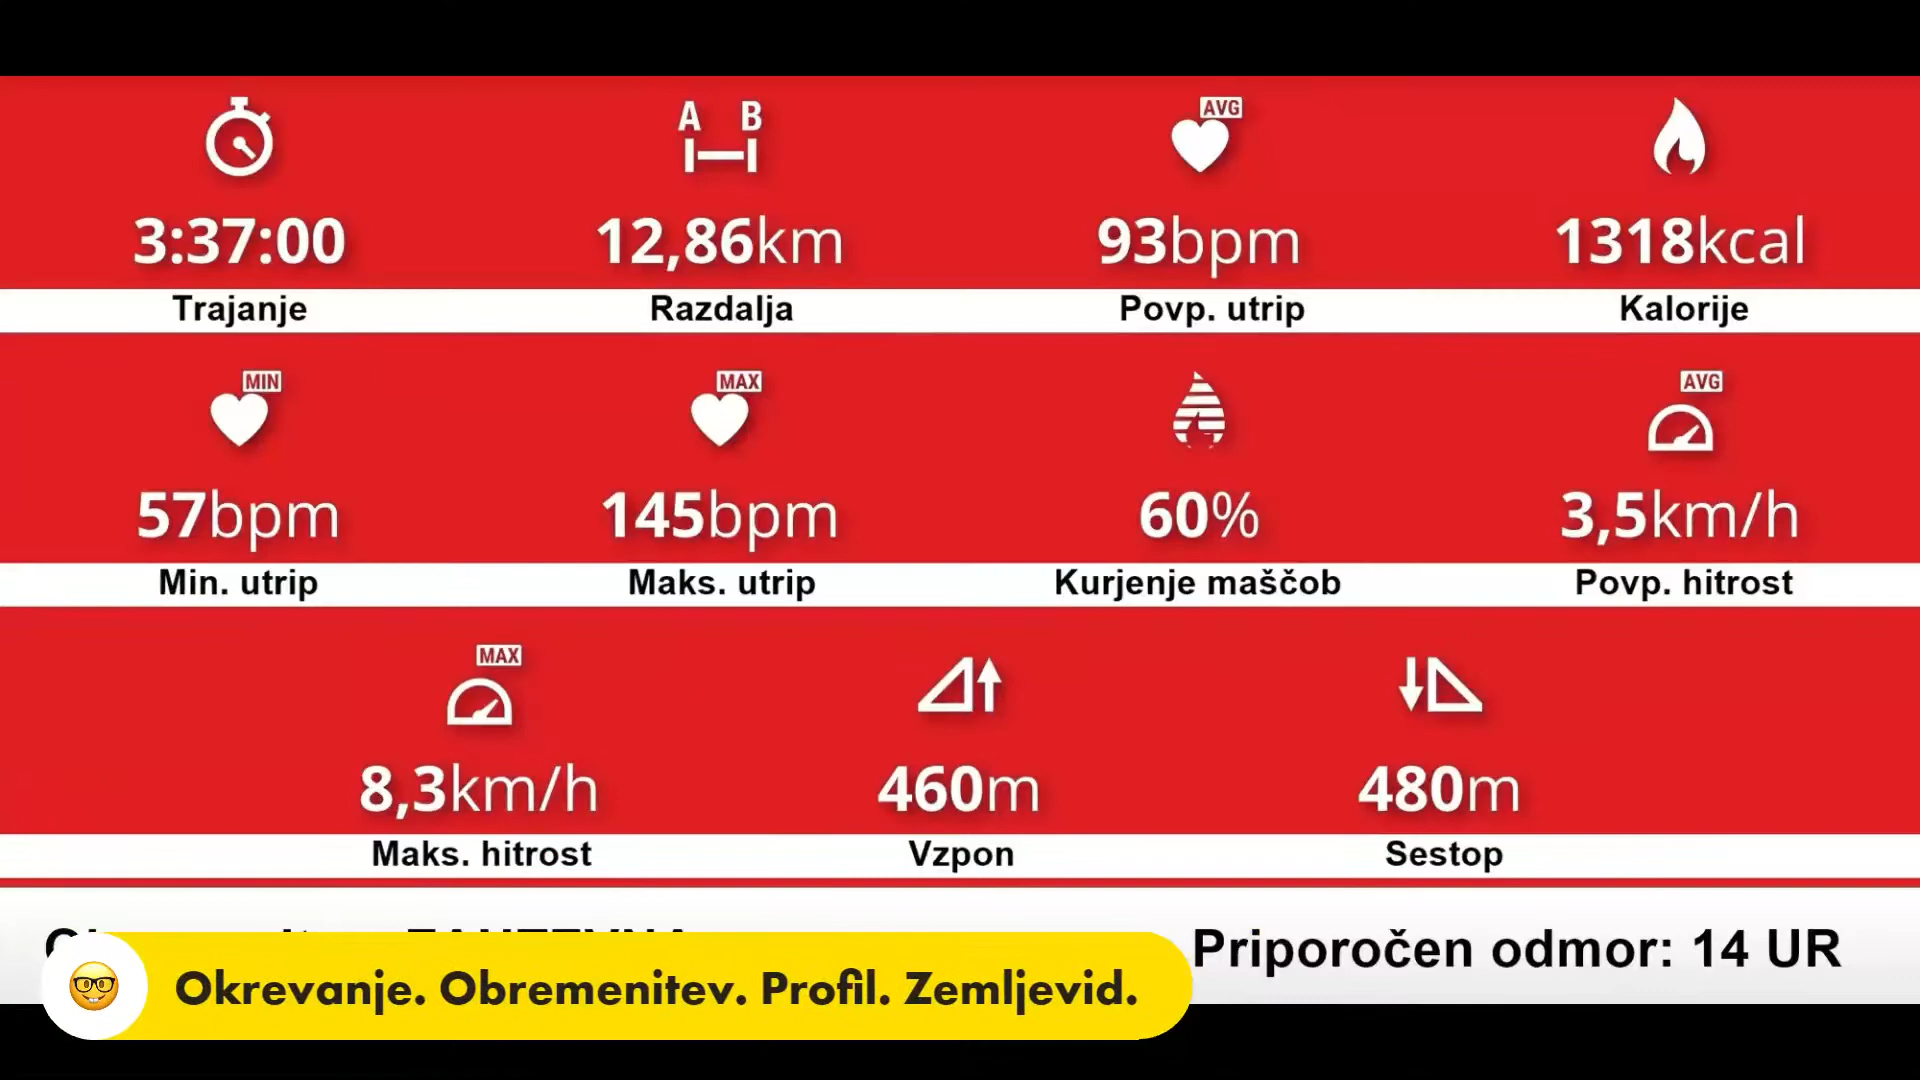 A B AVG
3:37:00 12,86km 93bpm 1318kcal
Trajanje Razdalja Povp. utrip Kalorije
MIN MAX AVG
57bpm 145bpm 60% 3,5km/h
Min. utrip Maks. utrip Kurjenje maščob Povp. hitrost
MAX
8,3km/h 460m 480m
Maks. hitrost Vzpon Sestop
Priporočen odmor: 14 UR
Okrevanje. Obremenitev. Profil. Zemljevid.